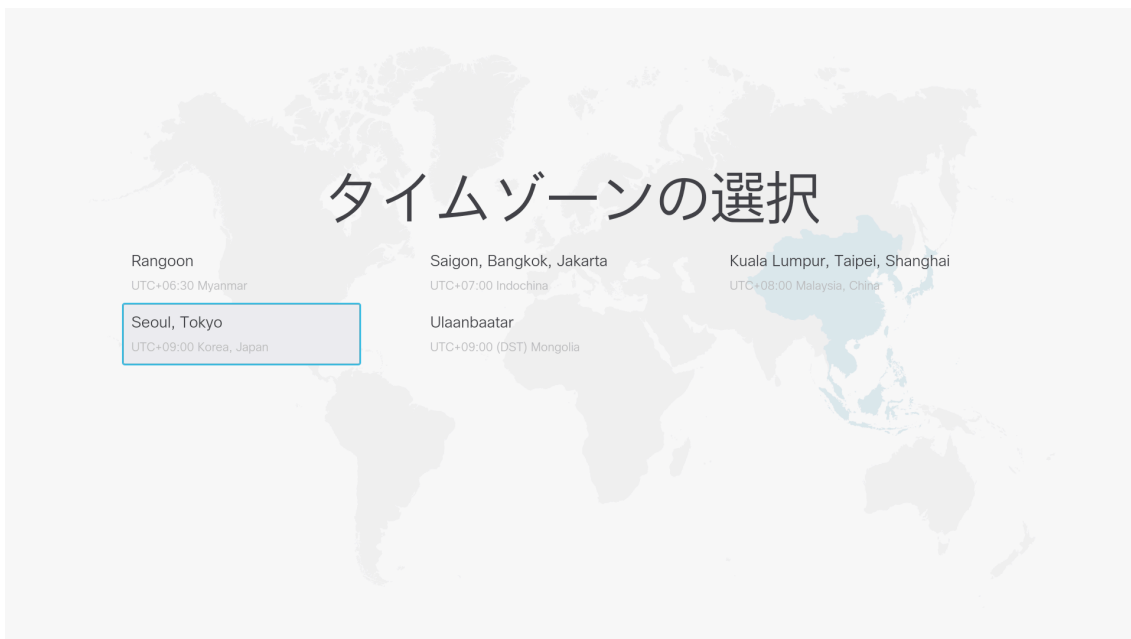 タイムゾーンの選択
Rangoon
UTC+06:30 Myanmar
Saigon, Bangkok, Jakarta
UTC+07:00 Indochina
Kuala Lumpur, Taipei, Shanghai
UTC+08:00 Malaysia, China
Seoul, Tokyo
UTC+09:00 Korea, Japan
Ulaanbaatar
UTC+09:00 (DST) Mongolia